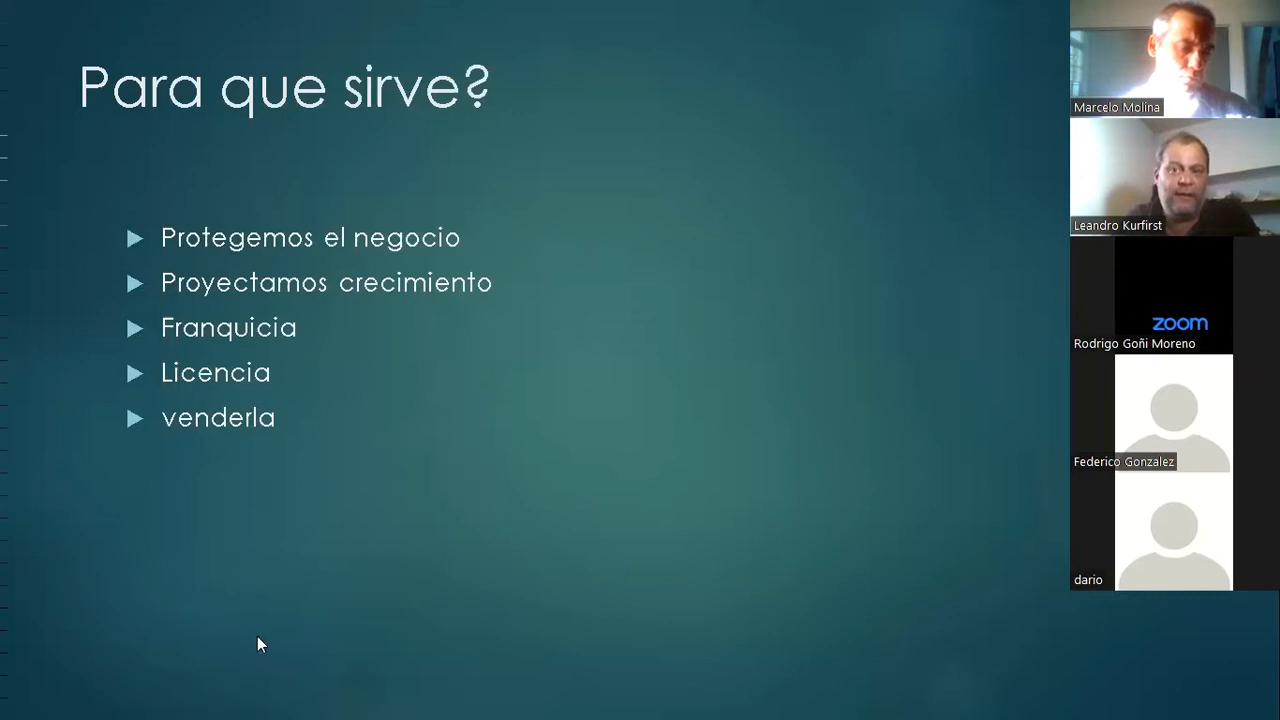 Para que sirve?
Protegemos el negocio
Proyectamos crecimiento
Franquicia
Licencia
venderla
Marcelo Molina
Leandro Kurfirst
zoom
Rodrigo Goñi Moreno
Federico Gonzalez
dario